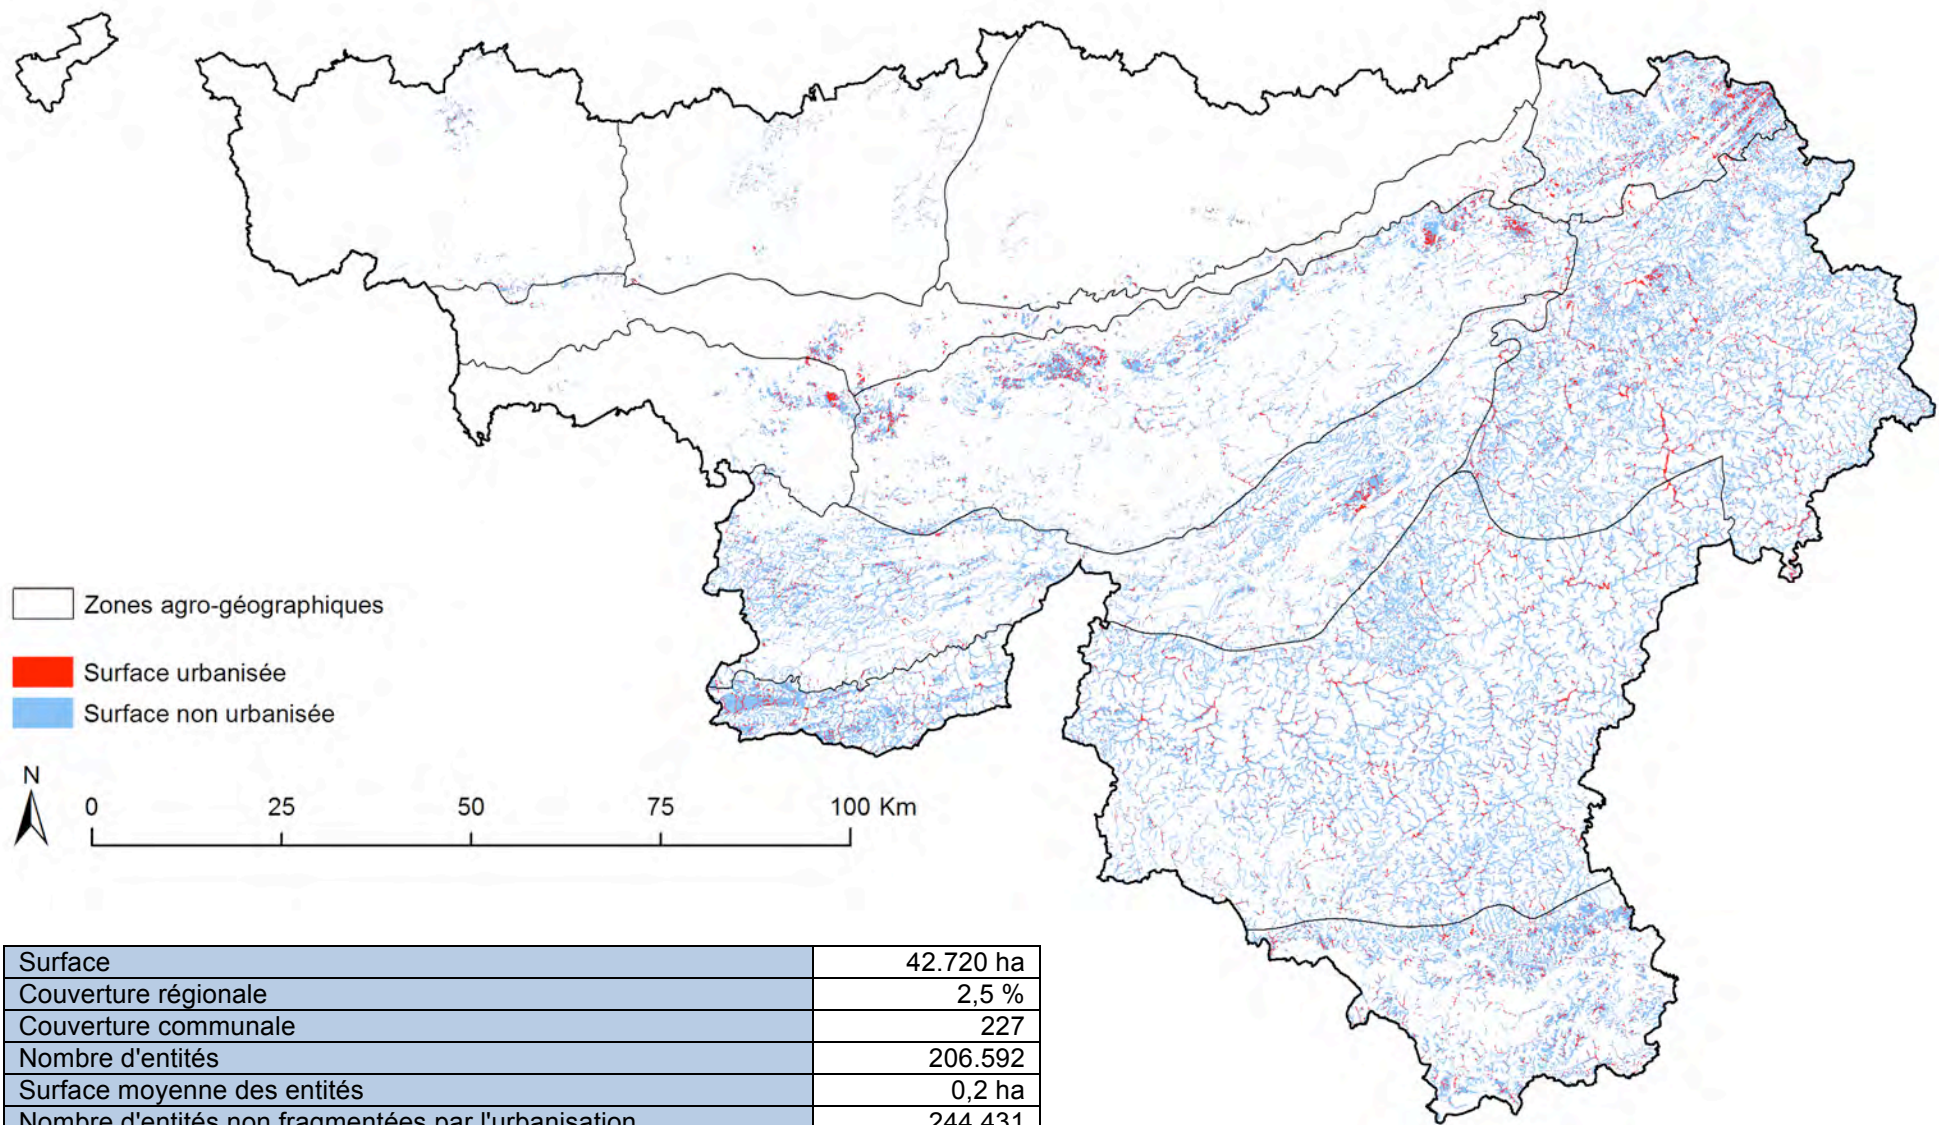 Zones agro-géographiques
Surface urbanisée
Surface non urbanisée
N
0 25 50 75 100 Km
Surface 42.720 ha
Couverture régionale 2,5 %
Couverture communale 227
Nombre d'entités 206.592
Surface moyenne des entités 0,2 ha
Nombre d'entités non fragmentées par l'urbanisation 244.431